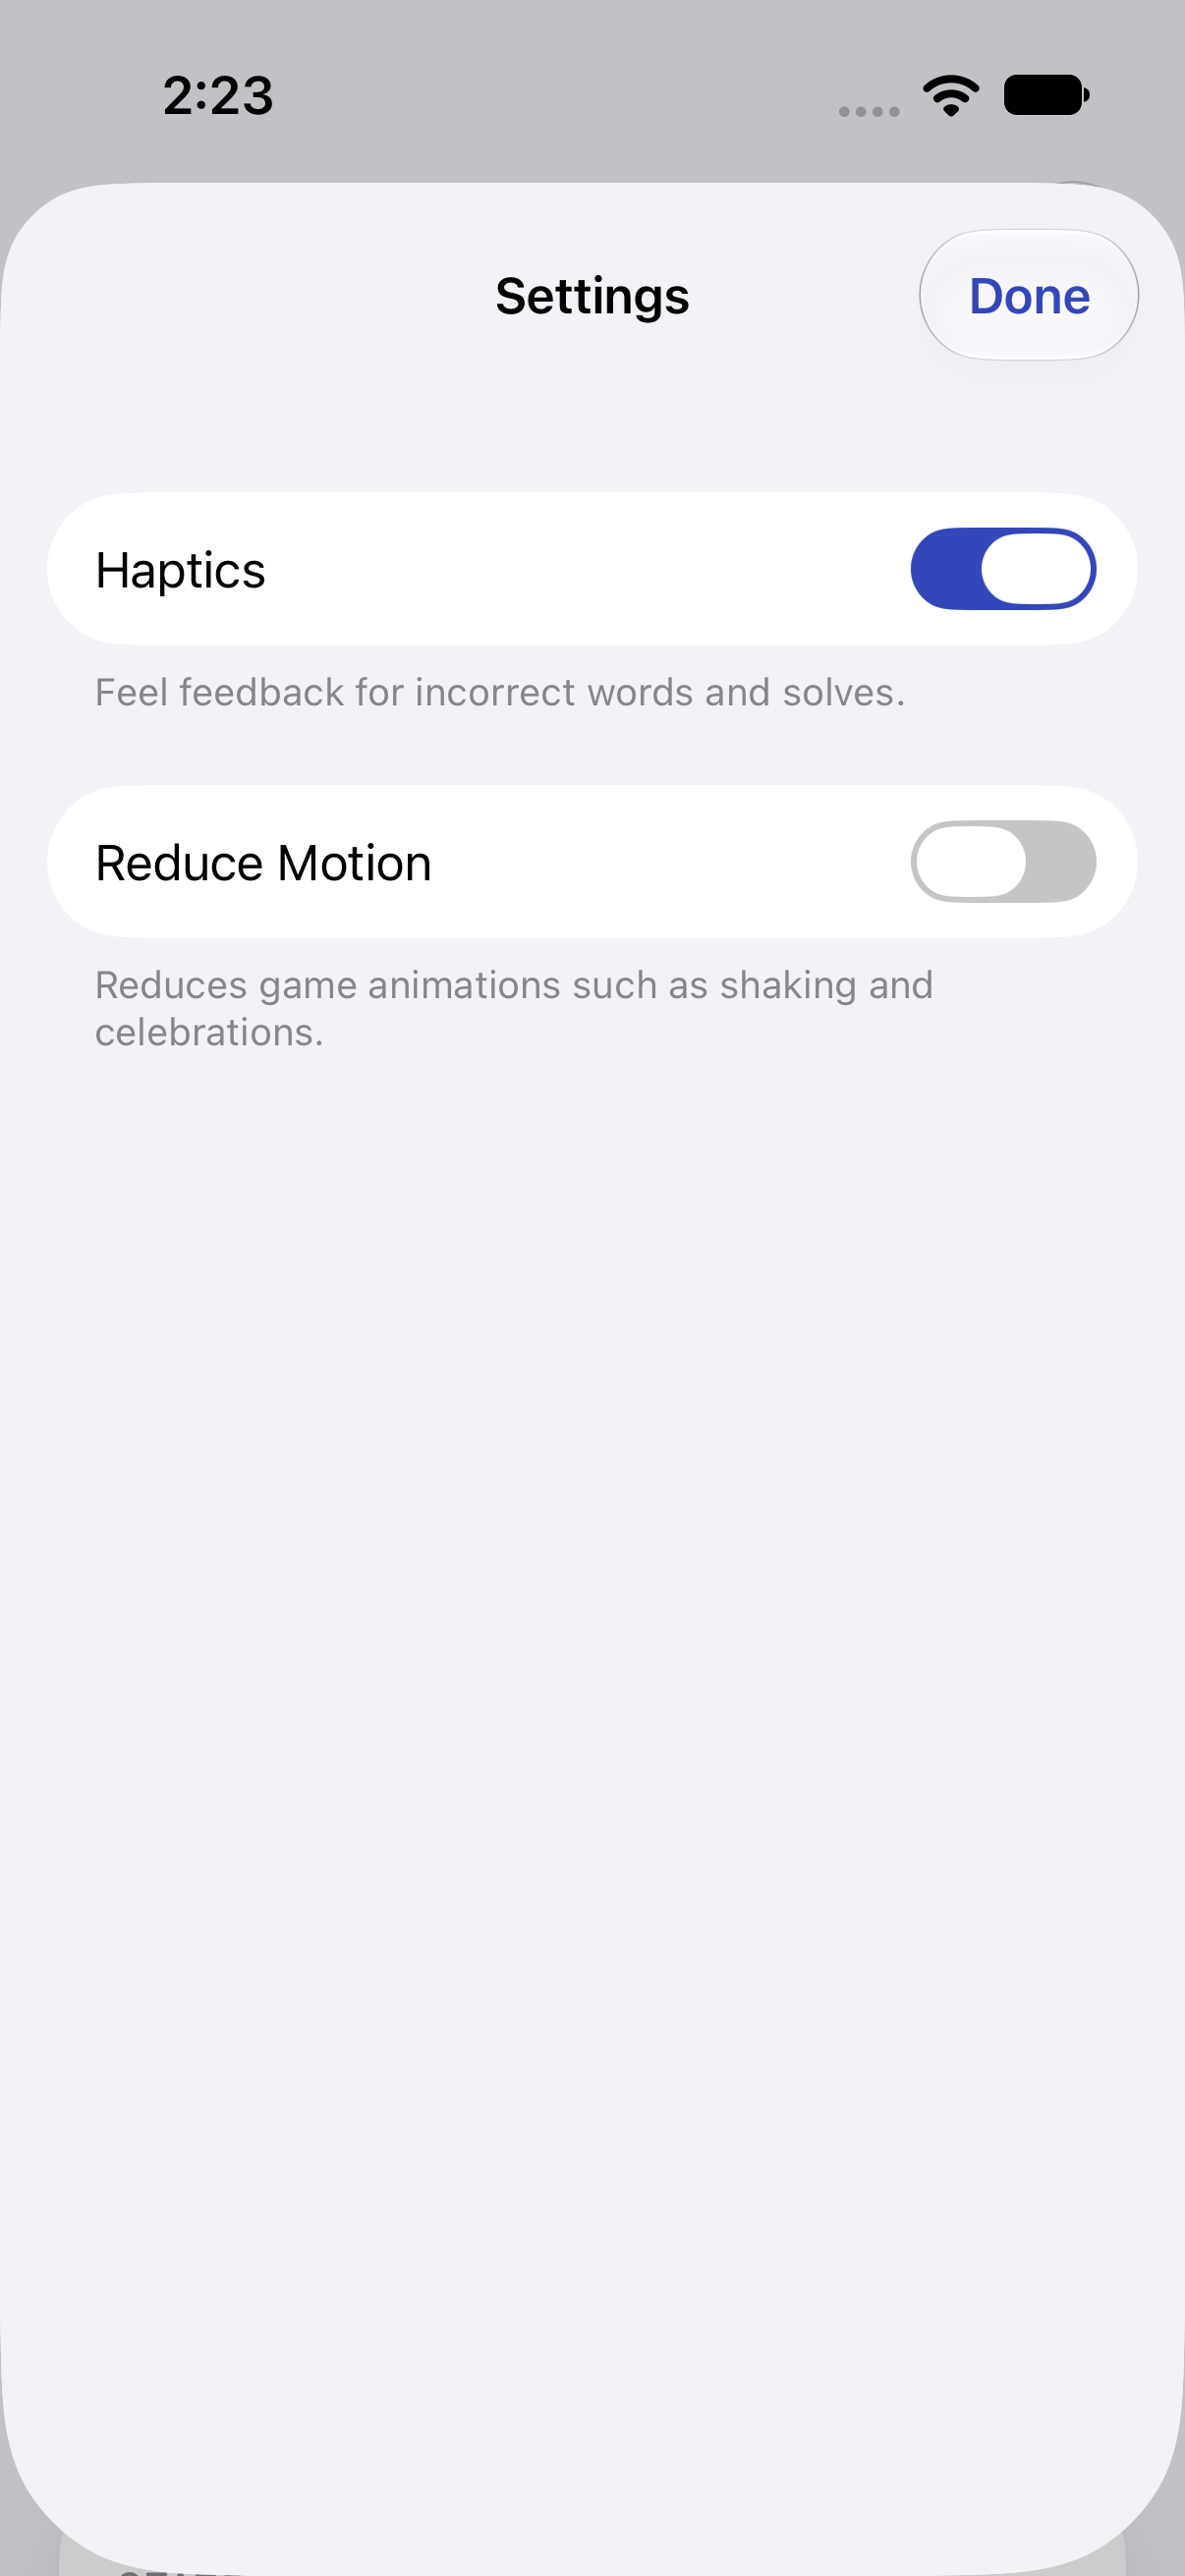 2:23
Settings
Done
Haptics
Feel feedback for incorrect words and solves.
Reduce Motion
Reduces game animations such as shaking and
celebrations.